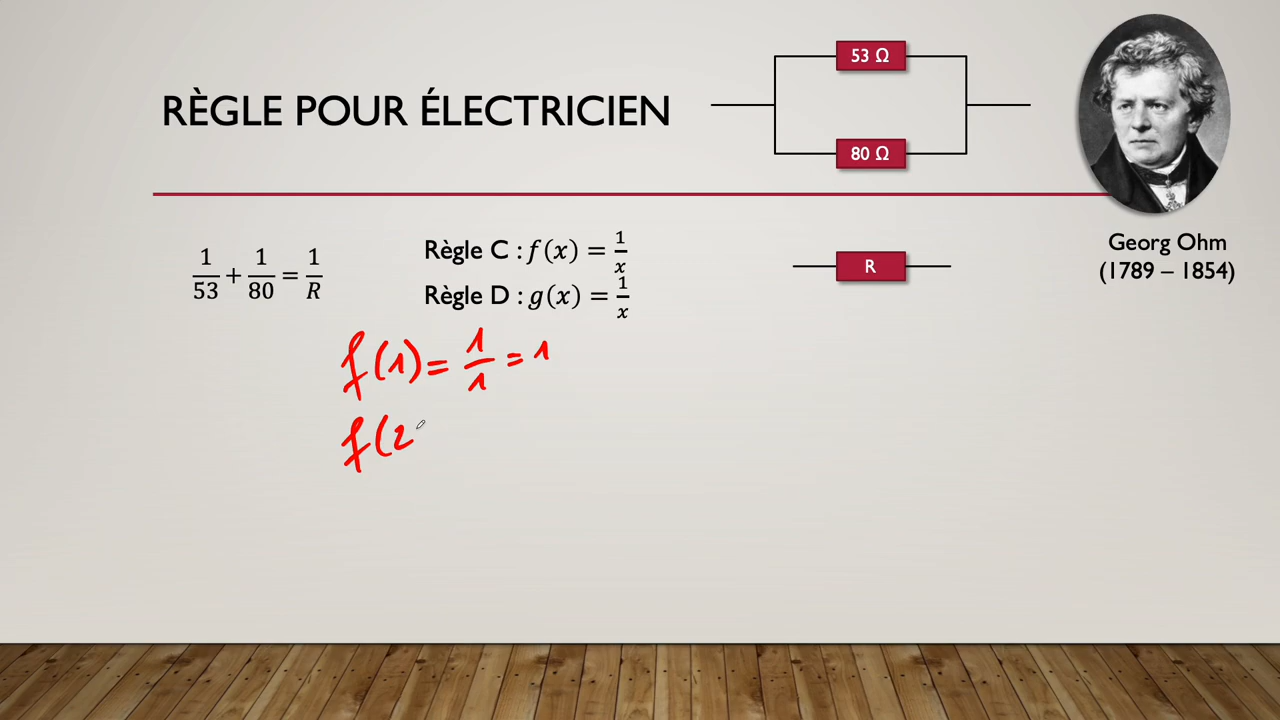 RÈGLE POUR ÉLECTRICIEN
53 Ω
80 Ω
1/53 + 1/80 = 1/R
Règle C : f(x) = 1/x
Règle D : g(x) = 1/x
R
Georg Ohm
(1789 – 1854)
f(1) = 1/1 = 1
f(2